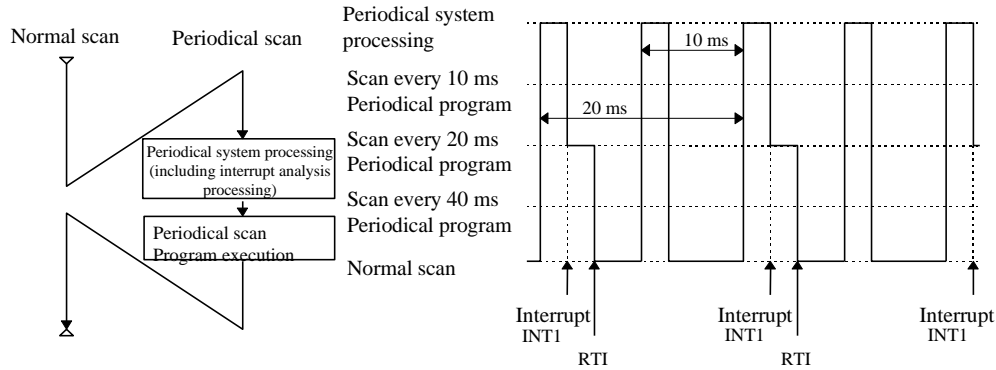 Normal scan
Periodical scan
Periodical system processing
(including interrupt analysis
processing)
Periodical scan
Program execution
Periodical system
processing
Scan every 10 ms
Periodical program
Scan every 20 ms
Periodical program
Scan every 40 ms
Periodical program
Normal scan
10 ms
20 ms
Interrupt
INT1
RTI
Interrupt
INT1
RTI
Interrupt
INT1